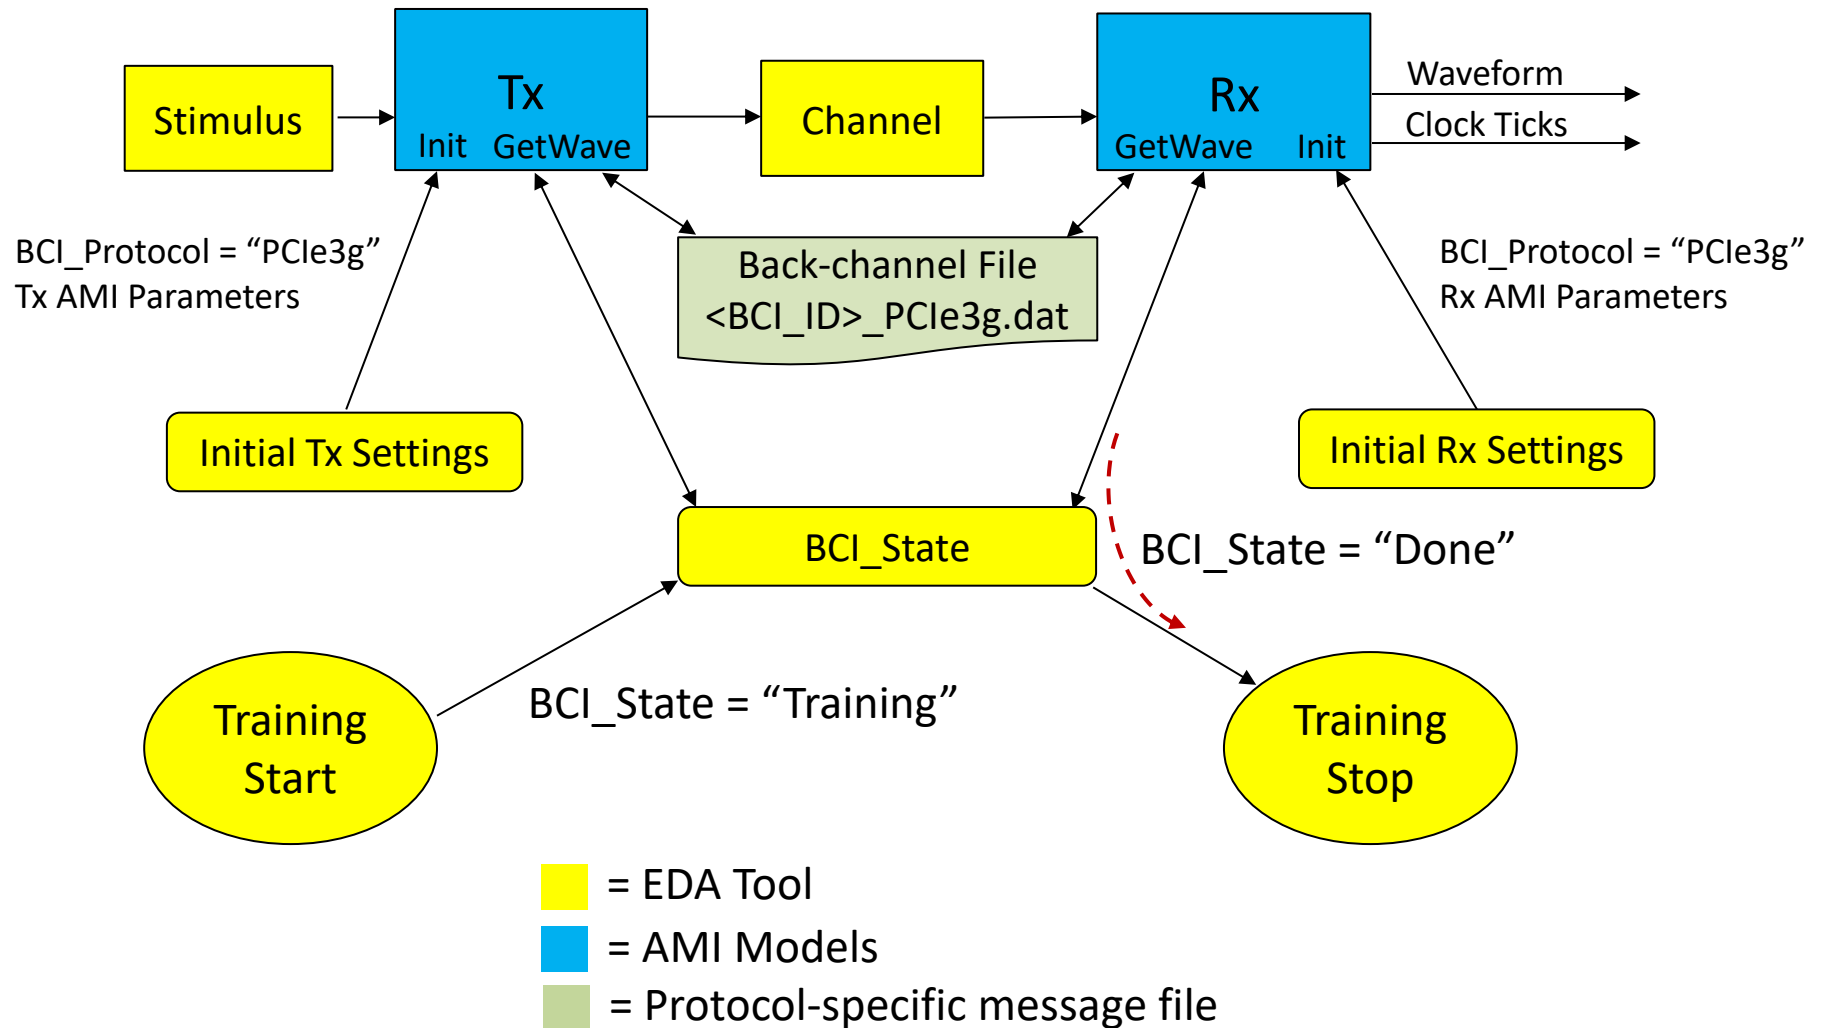 Stimulus
Tx
Init GetWave
Channel
Rx
GetWave Init
Waveform
Clock Ticks
BCI_Protocol = “PCIe3g”
Tx AMI Parameters
Back-channel File
<BCI_ID>_PCIe3g.dat
BCI_Protocol = “PCIe3g”
Rx AMI Parameters
Initial Tx Settings
Initial Rx Settings
BCI_State
BCI_State = “Done”
BCI_State = “Training”
Training
Start
Training
Stop
= EDA Tool
= AMI Models
= Protocol-specific message file